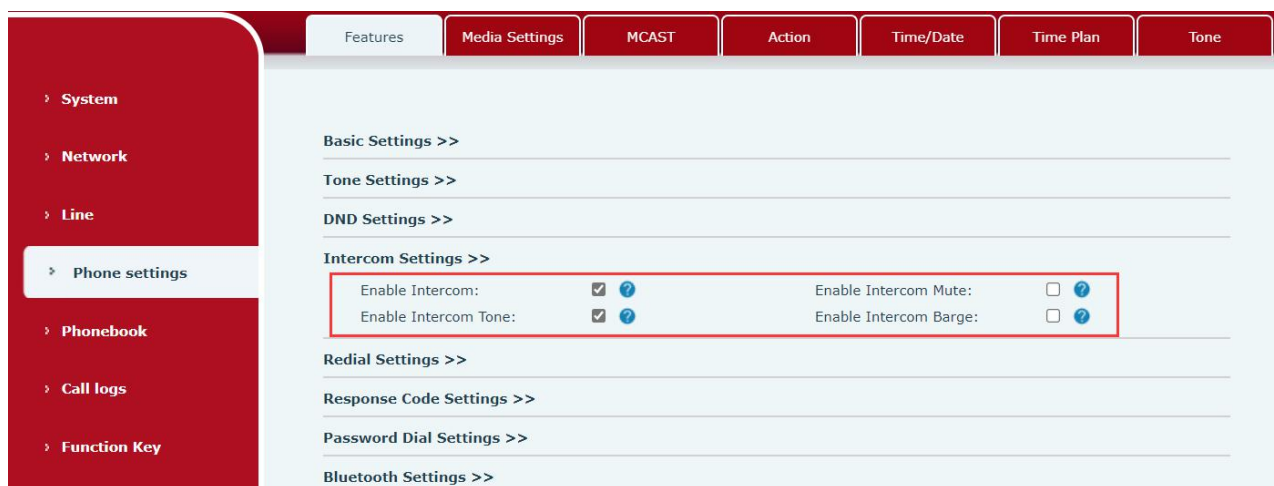 Features
Media Settings
MCAST
Action
Time/Date
Time Plan
Tone
› System
› Network
› Line
› Phone settings
› Phonebook
› Call logs
› Function Key
Basic Settings >>
Tone Settings >>
DND Settings >>
Intercom Settings >>
Enable Intercom: ? Enable Intercom Mute: ?
Enable Intercom Tone: ? Enable Intercom Barge: ?
Redial Settings >>
Response Code Settings >>
Password Dial Settings >>
Bluetooth Settings >>